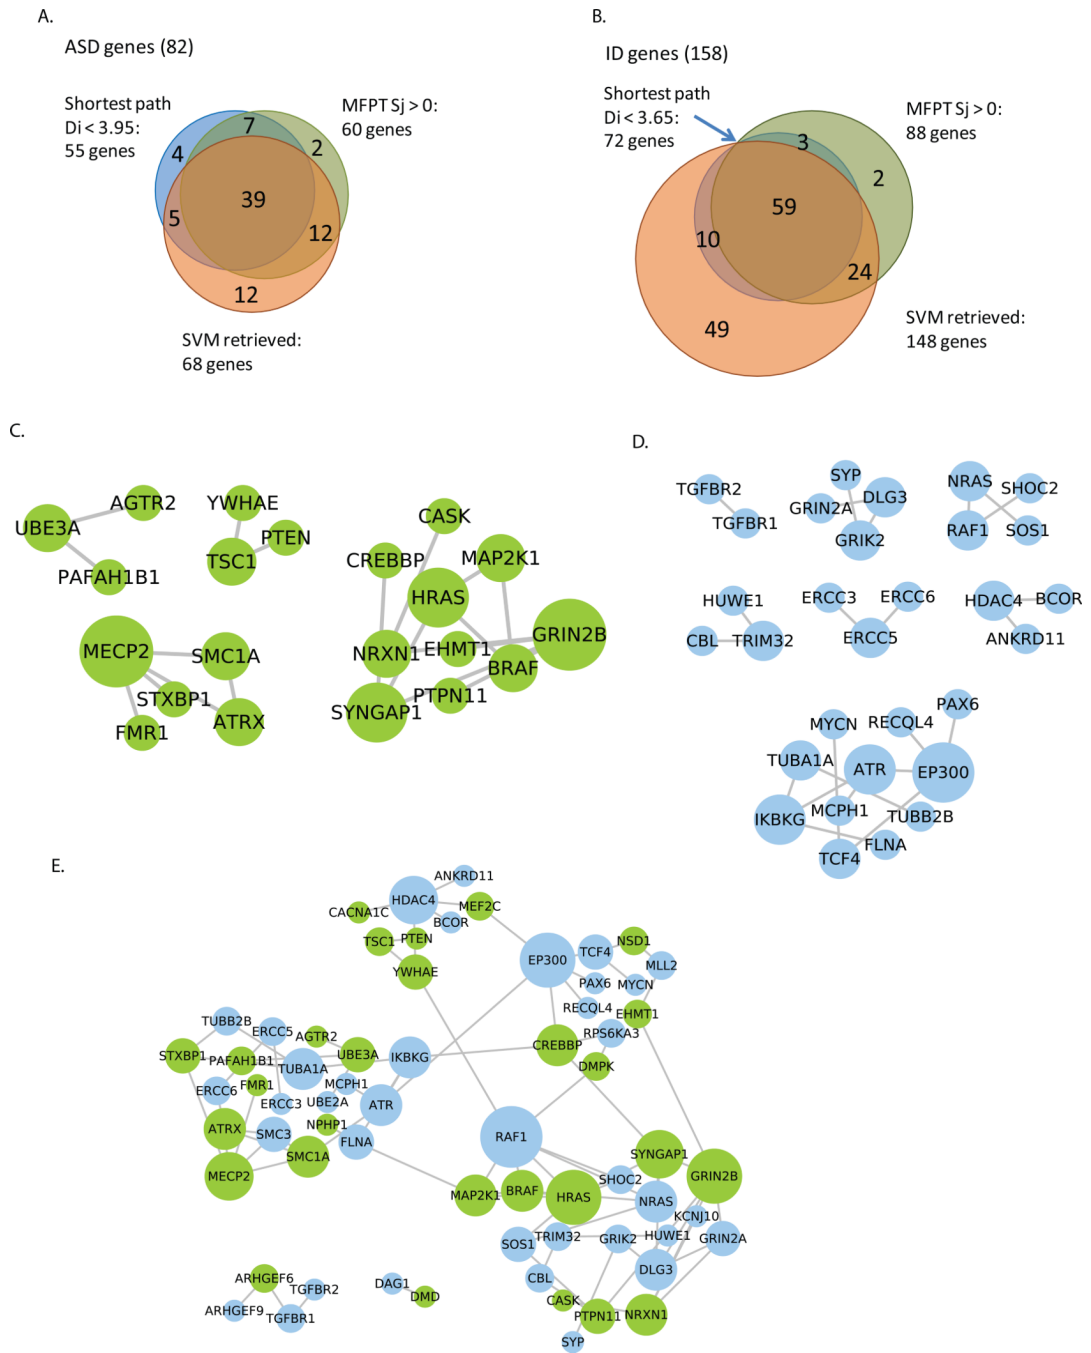 A.
ASD genes (82)
Shortest path
Di < 3.95:
55 genes
MFPT Sj > 0:
60 genes
7
4
2
39
5
12
12
SVM retrieved:
68 genes
B.
ID genes (158)
Shortest path
Di < 3.65:
72 genes
MFPT Sj > 0:
88 genes
3
2
59
10
24
49
SVM retrieved:
148 genes
C.
AGTR2
UBE3A
PAFAH1B1
YWHAE
PTEN
TSC1
CASK
CREBBP
MAP2K1
HRAS
GRIN2B
NRXN1
EHMT1
BRAF
PTPN11
SYNGAP1
MECP2
SMC1A
STXBP1
ATRX
FMR1
D.
TGFBR2
TGFBR1
SYP
DLG3
GRIN2A
GRIK2
NRAS
SHOC2
RAF1
SOS1
HUWE1
CBL
TRIM32
ERCC3
ERCC6
ERCC5
HDAC4
BCOR
ANKRD11
PAX6
MYCN
RECQL4
TUBA1A
ATR
EP300
IKBKG
MCPH1
TUBB2B
FLNA
TCF4
E.
ANKRD11
HDAC4
MEF2C
CACNA1C
BCOR
TSC1
PTEN
YWHAE
EP300
TCF4
NSD1
MLL2
PAX6
MYCN
RECQL4
EHMT1
RPS6KA3
CREBBP
DMPK
TUBB2B
ERCC5
AGTR2
STXBP1
PAFAH1B1
UBE3A
IKBKG
TUBA1A
FMR1
MCPH1
ERCC6
ERCC3
UBE2A
ATR
NPHP1
ATRX
SMC3
FLNA
SMC1A
MECP2
RAF1
SYNGAP1
SHOC2
GRIN2B
MAP2K1
BRAF
HRAS
NRAS
KCNJ10
SOS1
TRIM32
GRIK2
HUWE1
GRIN2A
DLG3
CBL
CASK
PTPN11
NRXN1
SYP
ARHGEF6
TGFBR2
ARHGEF9
TGFBR1
DAG1
DMD